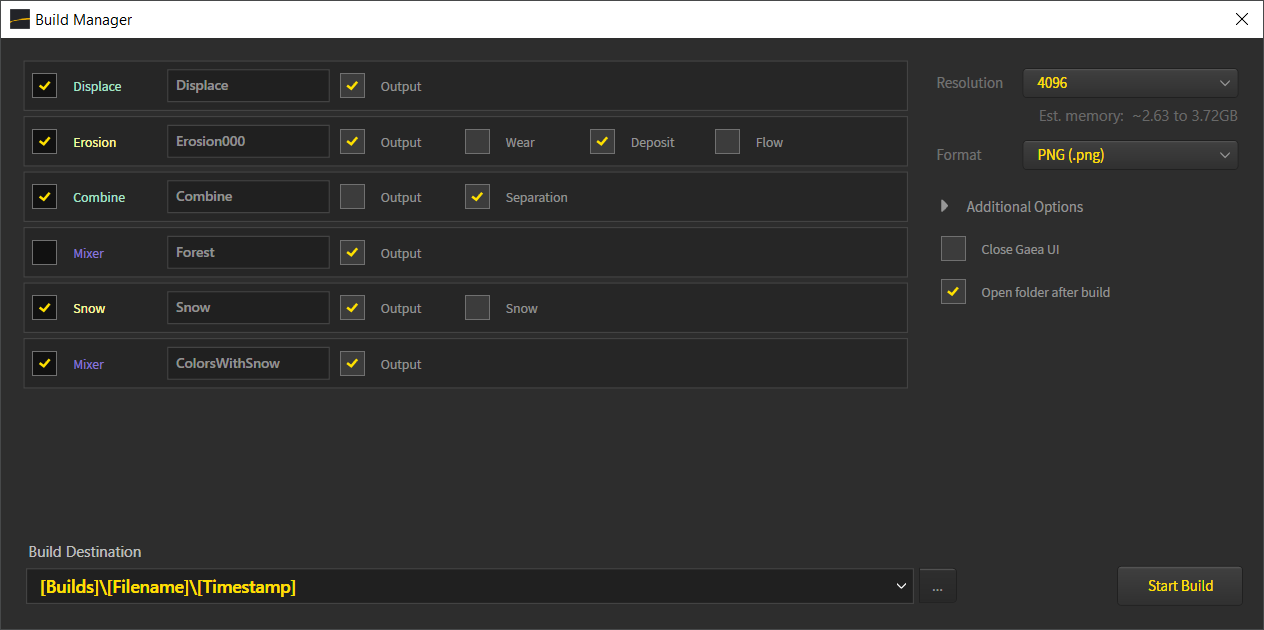 Build Manager
Displace Displace Output
Erosion Erosion000 Output Wear Deposit Flow
Combine Combine Output Separation
Mixer Forest Output
Snow Snow Output Snow
Mixer ColorsWithSnow Output
Resolution 4096
Est. memory: ~2.63 to 3.72GB
Format PNG (.png)
Additional Options
Close Gaea UI
Open folder after build
Build Destination
[Builds]\[Filename]\[Timestamp]
...
Start Build